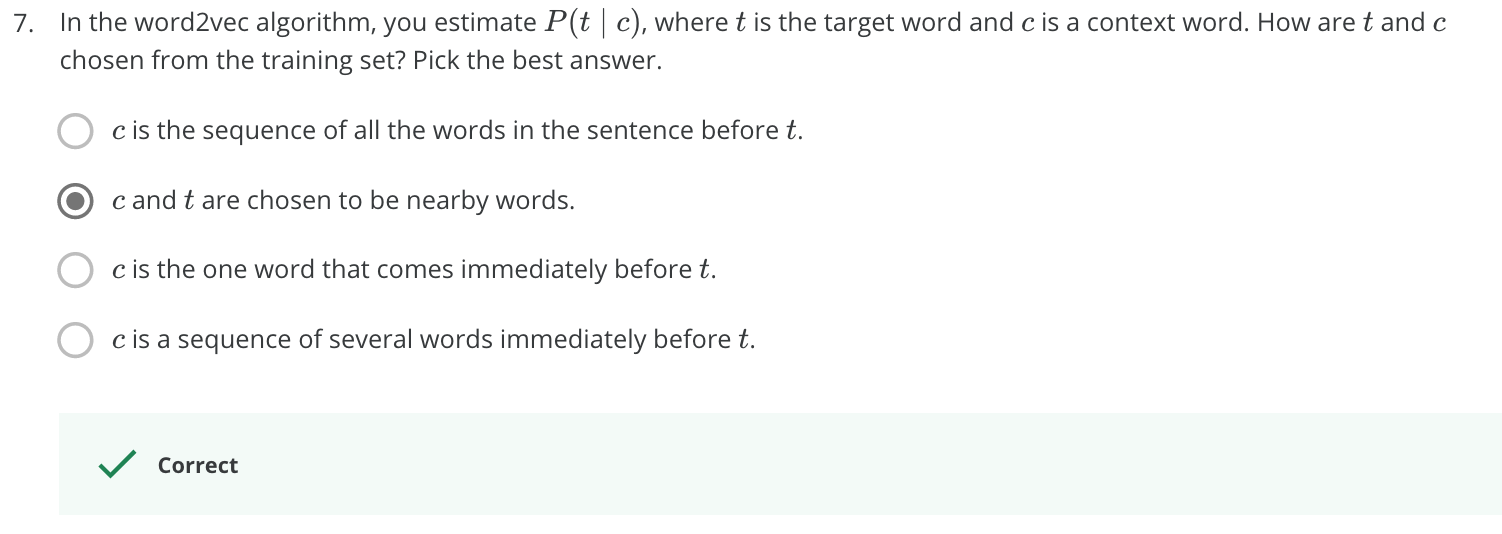 7. In the word2vec algorithm, you estimate P(t | c), where t is the target word and c is a context word. How are t and c
chosen from the training set? Pick the best answer.
c is the sequence of all the words in the sentence before t.
c and t are chosen to be nearby words.
c is the one word that comes immediately before t.
c is a sequence of several words immediately before t.
Correct